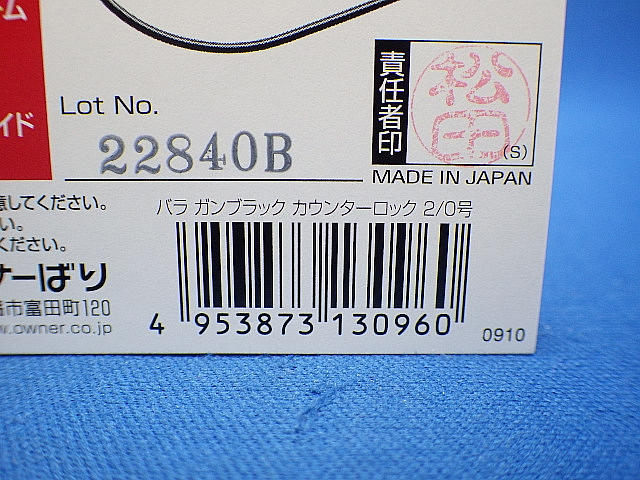 ーム
イド
Lot No.
22840B
責任者印
松田
(S)
MADE IN JAPAN
意してください。
い。
ください。
ナーばり
市富田町120
w.owner.co.jp
バラ ガンブラック カウンターロック 2/0号
4 953873 130960
0910